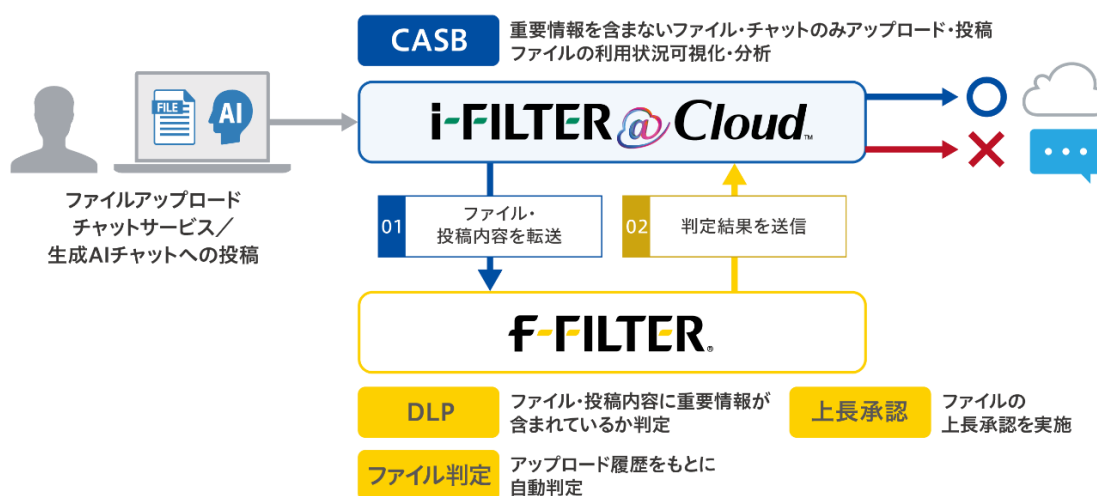 CASB
重要情報を含まないファイル・チャットのみアップロード・投稿
ファイルの利用状況可視化・分析
FILE
AI
i-FILTER@Cloud™
ファイルアップロード
チャットサービス／
生成AIチャットへの投稿
01
ファイル・
投稿内容を転送
02
判定結果を送信
f-FILTER®
DLP
ファイル・投稿内容に重要情報が
含まれているか判定
上長承認
ファイルの
上長承認を実施
ファイル判定
アップロード履歴をもとに
自動判定